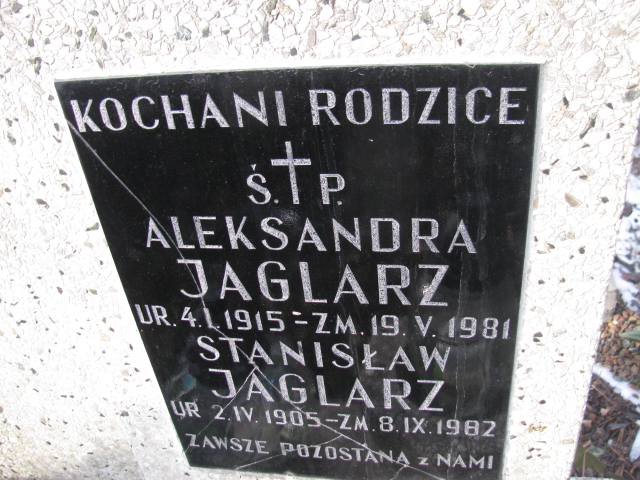 KOCHANI RODZICE
Ś.†P.
ALEKSANDRA
JAGLARZ
UR. 4.I.1915 - ZM. 19. V. 1981
STANISŁAW
JAGLARZ
UR 2.IV.1905 - ZM. 8.IX.1982
ZAWSZE POZOSTANĄ z NAMI